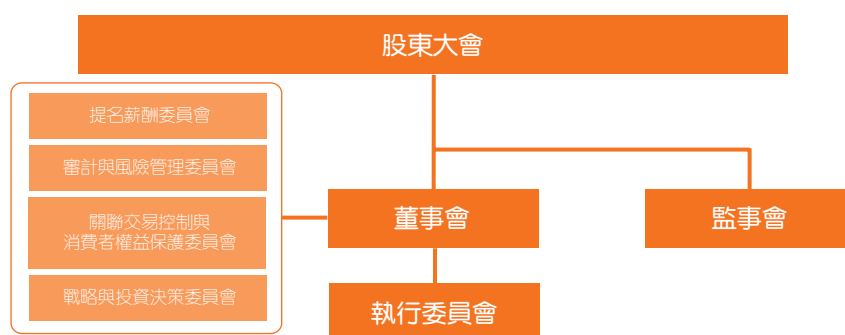 股東大會
提名薪酬委員會
審計與風險管理委員會
關聯交易控制與
消費者權益保護委員會
戰略與投資決策委員會
董事會
監事會
執行委員會